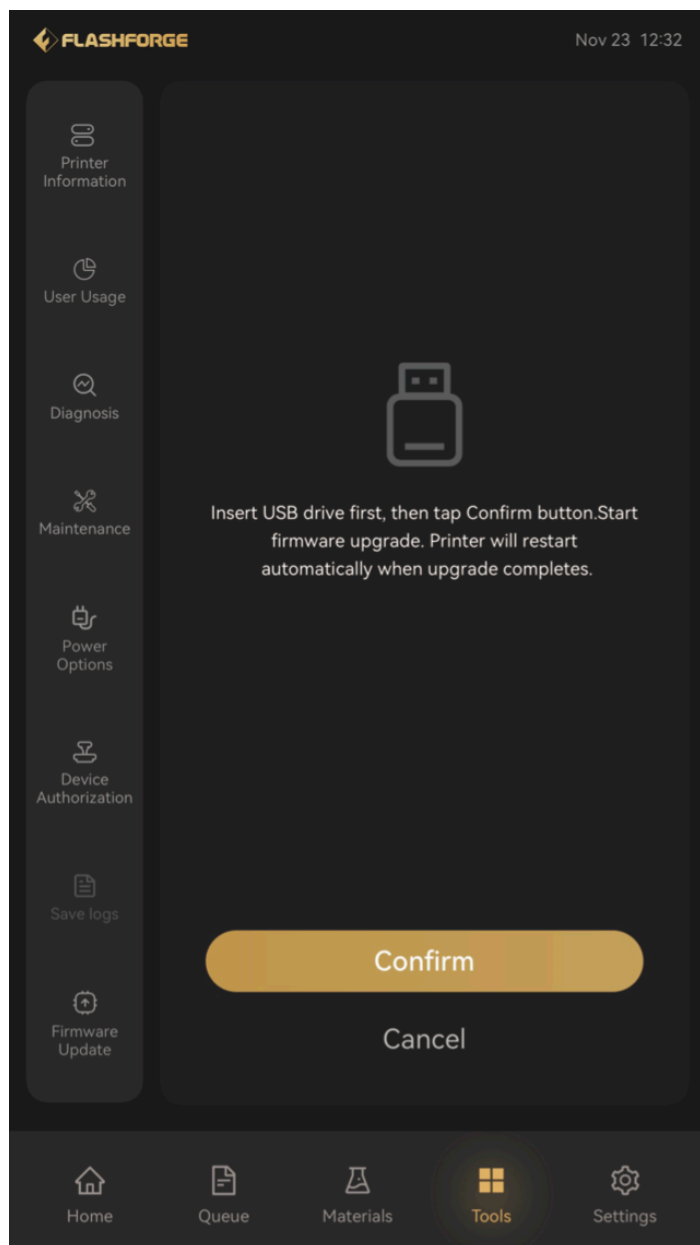 FLASHFORGE
Nov 23 12:32
Printer
Information
User Usage
Diagnosis
Maintenance
Power
Options
Device
Authorization
Save logs
Firmware
Update
Insert USB drive first, then tap Confirm button.Start
firmware upgrade. Printer will restart
automatically when upgrade completes.
Confirm
Cancel
Home
Queue
Materials
Tools
Settings